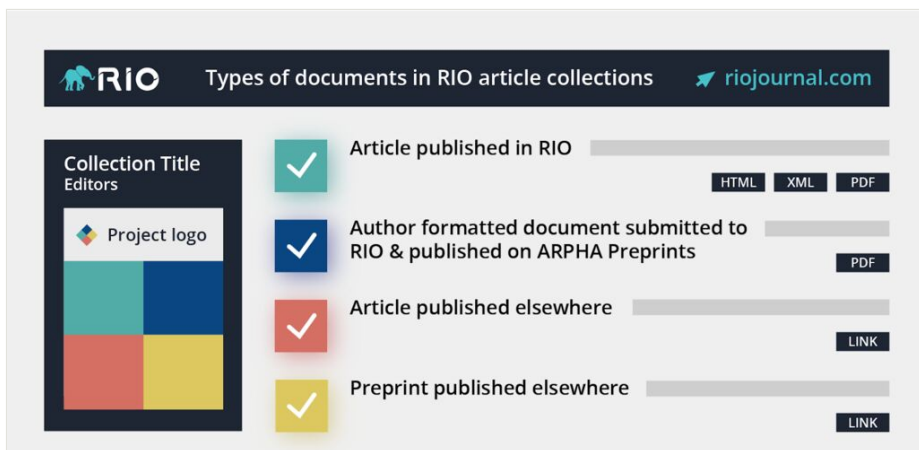 RIO
Types of documents in RIO article collections
riojournal.com
Collection Title
Editors
Project logo
Article published in RIO
HTML XML PDF
Author formatted document submitted to
RIO & published on ARPHA Preprints
PDF
Article published elsewhere
LINK
Preprint published elsewhere
LINK